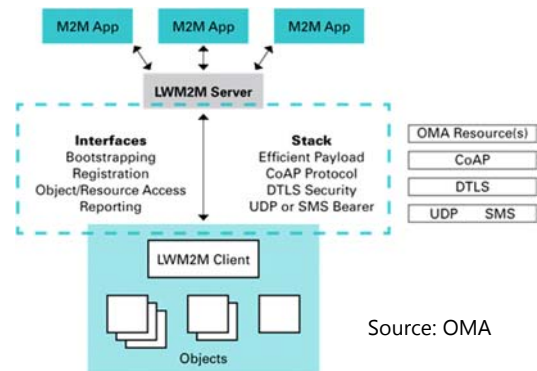 M2M App
M2M App
M2M App
LWM2M Server
Interfaces
Bootstrapping
Registration
Object/Resource Access
Reporting
Stack
Efficient Payload
CoAP Protocol
DTLS Security
UDP or SMS Bearer
OMA Resource(s)
CoAP
DTLS
UDP SMS
LWM2M Client
Objects
Source: OMA